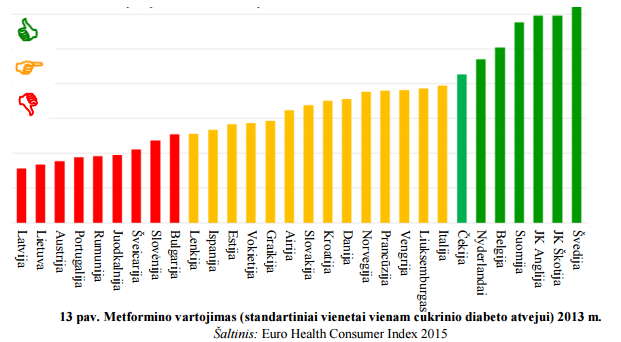 Latvija
Lietuva
Austrija
Portugalija
Rumunija
Juodkalnija
Šveicarija
Slovėnija
Bulgarija
Lenkija
Ispanija
Estija
Vokietija
Graikija
Airija
Slovakija
Kroatija
Danija
Norvegija
Prancūzija
Vengrija
Liuksemburgas
Italija
Čekija
Nyderlandai
Belgija
Suomija
JK Anglija
JK Škotija
Švedija
13 pav. Metformino vartojimas (standartiniai vienetai vienam cukrinio diabeto atvejui) 2013 m.
Šaltinis: Euro Health Consumer Index 2015